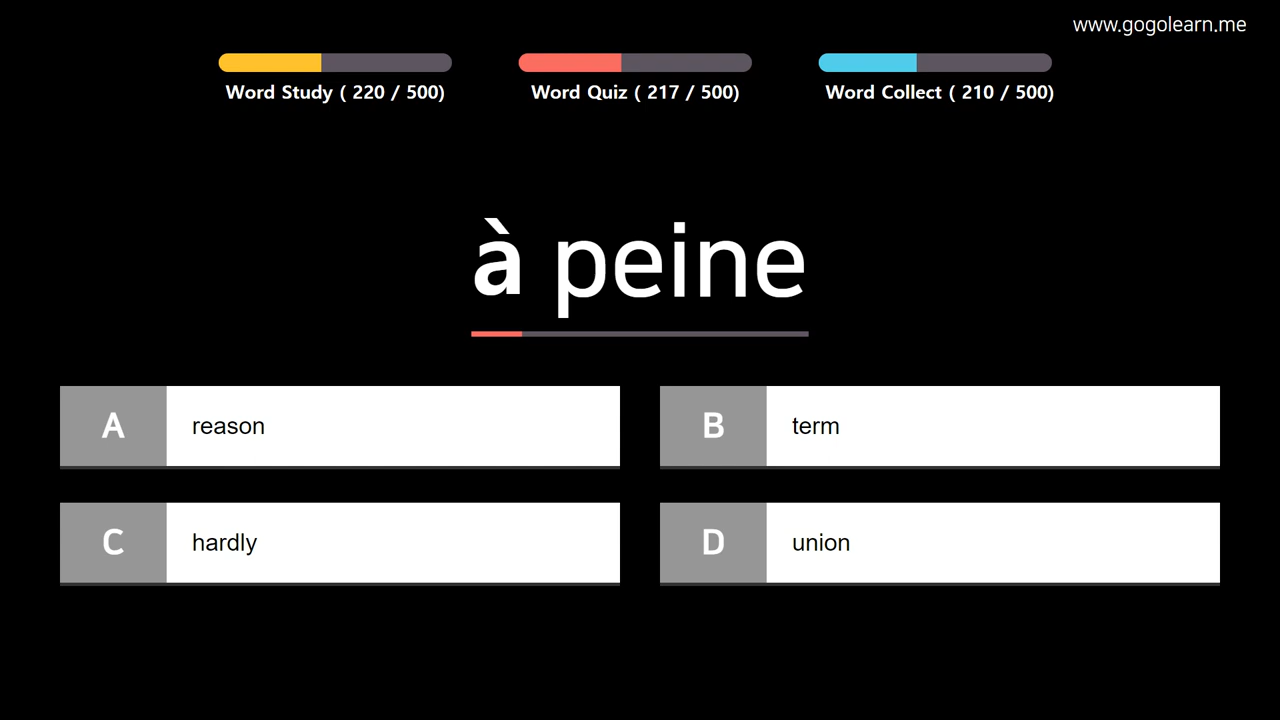 www.gogolearn.me
Word Study ( 220 / 500)
Word Quiz ( 217 / 500)
Word Collect ( 210 / 500)
à peine
A reason
B term
C hardly
D union